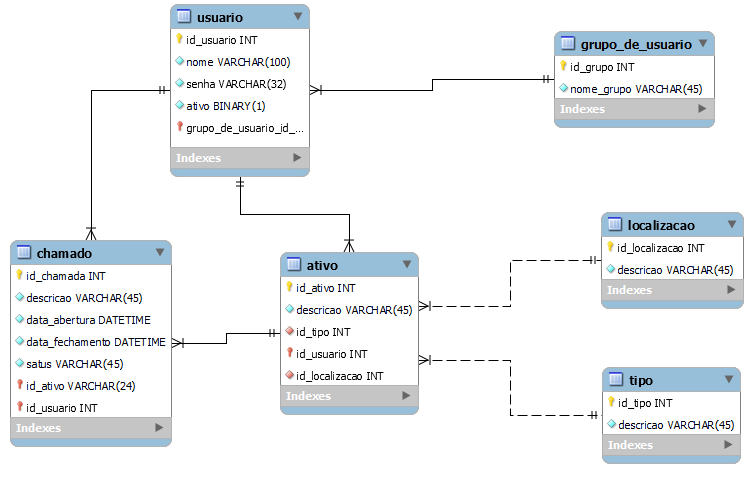 usuario
id_usuario INT
nome VARCHAR(100)
senha VARCHAR(32)
ativo BINARY(1)
grupo_de_usuario_id_...
Indexes
grupo_de_usuario
id_grupo INT
nome_grupo VARCHAR(45)
Indexes
chamado
id_chamada INT
descricao VARCHAR(45)
data_abertura DATETIME
data_fechamento DATETIME
satus VARCHAR(45)
id_ativo VARCHAR(24)
id_usuario INT
Indexes
ativo
id_ativo INT
descricao VARCHAR(45)
id_tipo INT
id_usuario INT
id_localizacao INT
Indexes
localizacao
id_localizacao INT
descricao VARCHAR(45)
Indexes
tipo
id_tipo INT
descricao VARCHAR(45)
Indexes